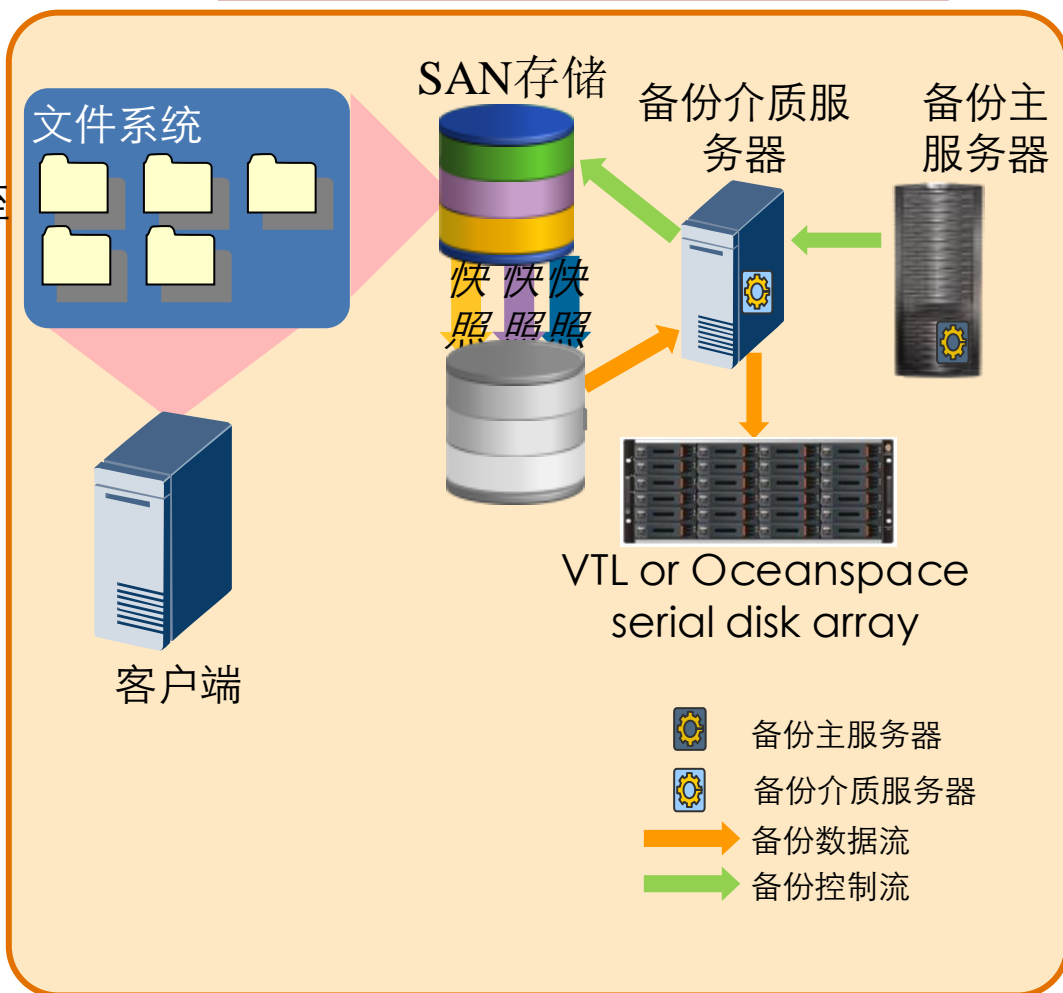 SAN存储
备份介质服
务器
备份主
服务器
文件系统
快 快 快
照 照 照
VTL or Oceanspace
serial disk array
客户端
备份主服务器
备份介质服务器
备份数据流
备份控制流